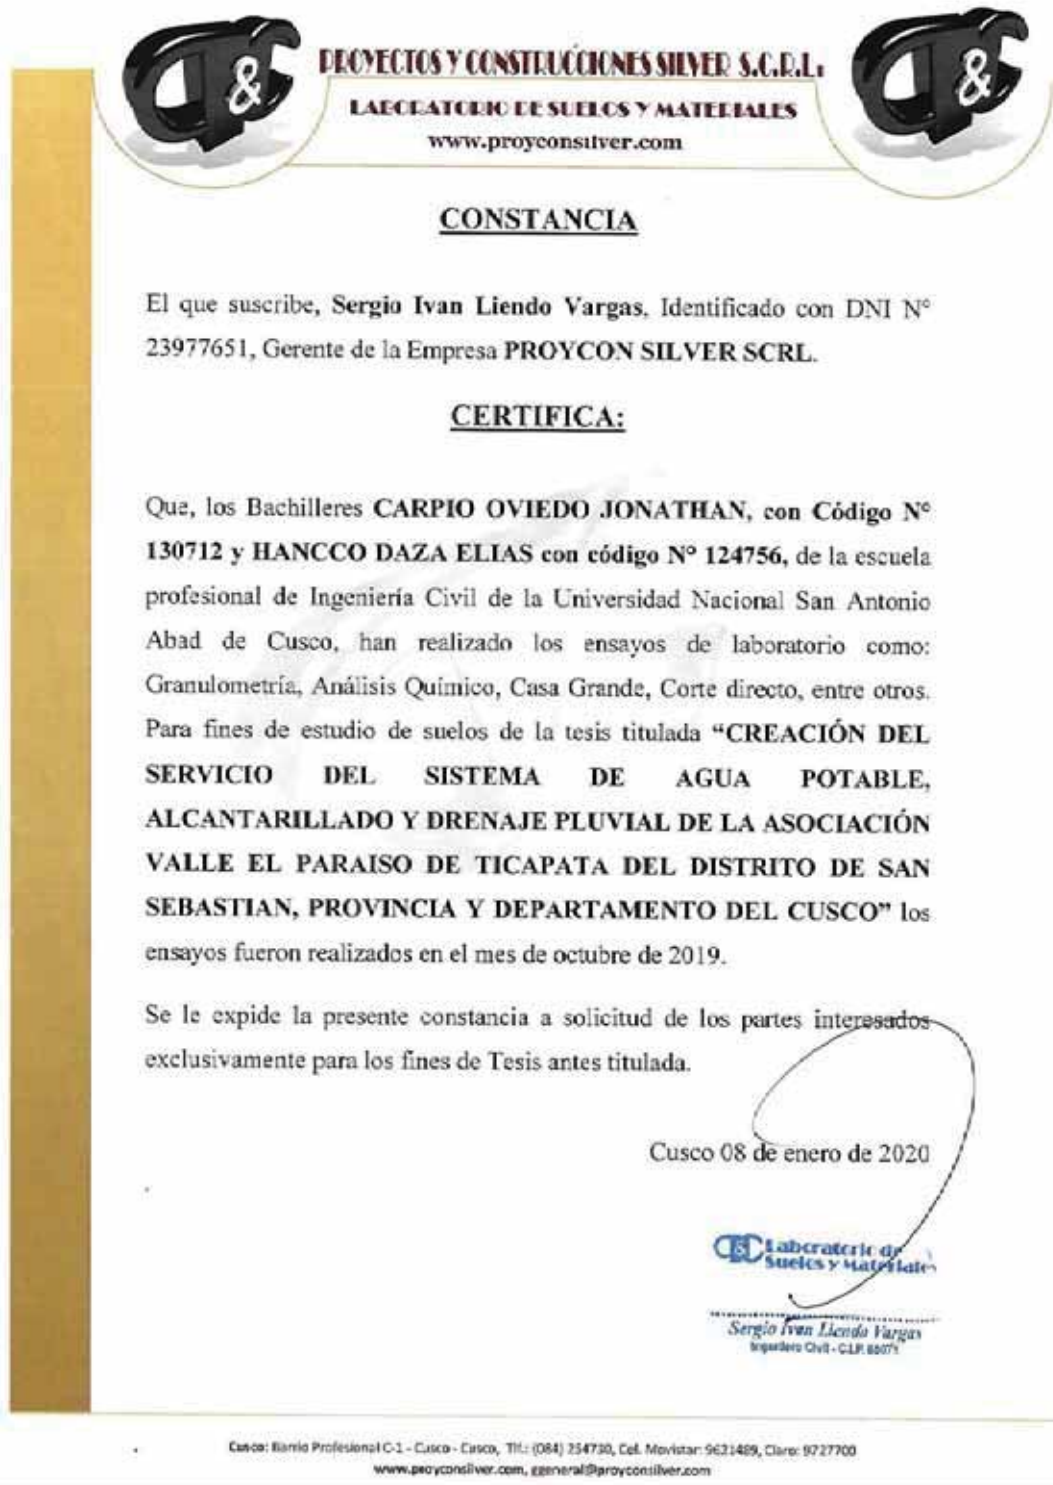 &
PROYECTOS Y CONSTRUCCIONES SILVER S.C.R.L.
&
LABORATORIO DE SUELOS Y MATERIALES
www.proyconsilver.com
CONSTANCIA
El que suscribe, Sergio Ivan Liendo Vargas, Identificado con DNI N°
23977651, Gerente de la Empresa PROYCON SILVER SCRL.
CERTIFICA:
Que, los Bachilleres CARPIO OVIEDO JONATHAN, con Código N°
130712 y HANCCO DAZA ELIAS con código N° 124756, de la escuela
profesional de Ingeniería Civil de la Universidad Nacional San Antonio
Abad de Cusco, han realizado los ensayos de laboratorio como:
Granulometría, Análisis Químico, Casa Grande, Corte directo, entre otros.
Para fines de estudio de suelos de la tesis titulada “CREACIÓN DEL
SERVICIO DEL SISTEMA DE AGUA POTABLE,
ALCANTARILLADO Y DRENAJE PLUVIAL DE LA ASOCIACIÓN
VALLE EL PARAISO DE TICAPATA DEL DISTRITO DE SAN
SEBASTIAN, PROVINCIA Y DEPARTAMENTO DEL CUSCO” los
ensayos fueron realizados en el mes de octubre de 2019.
Se le expide la presente constancia a solicitud de los partes interesados
exclusivamente para los fines de Tesis antes titulada.
Cusco 08 de enero de 2020
Laboratorio de
Suelos y Materiales
Sergio Ivan Liendo Vargas
Ingeniero Civil - C.I.P.
Cusco: Barrio Profesional C-1 - Cusco - Cusco, Tlf.: (084) 254730, Cel. Movistar: 9621489, Claro: 9727700
www.proyconsilver.com, ggeneral@proyconsilver.com